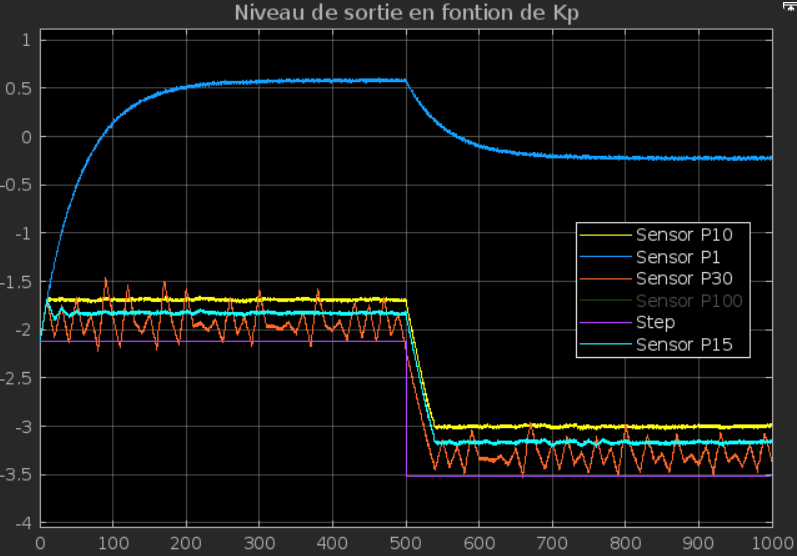 Niveau de sortie en fontion de Kp
1
0.5
0
-0.5
-1
-1.5
-2
-2.5
-3
-3.5
-4
Sensor P10
Sensor P1
Sensor P30
Sensor P100
Step
Sensor P15
0 100 200 300 400 500 600 700 800 900 1000